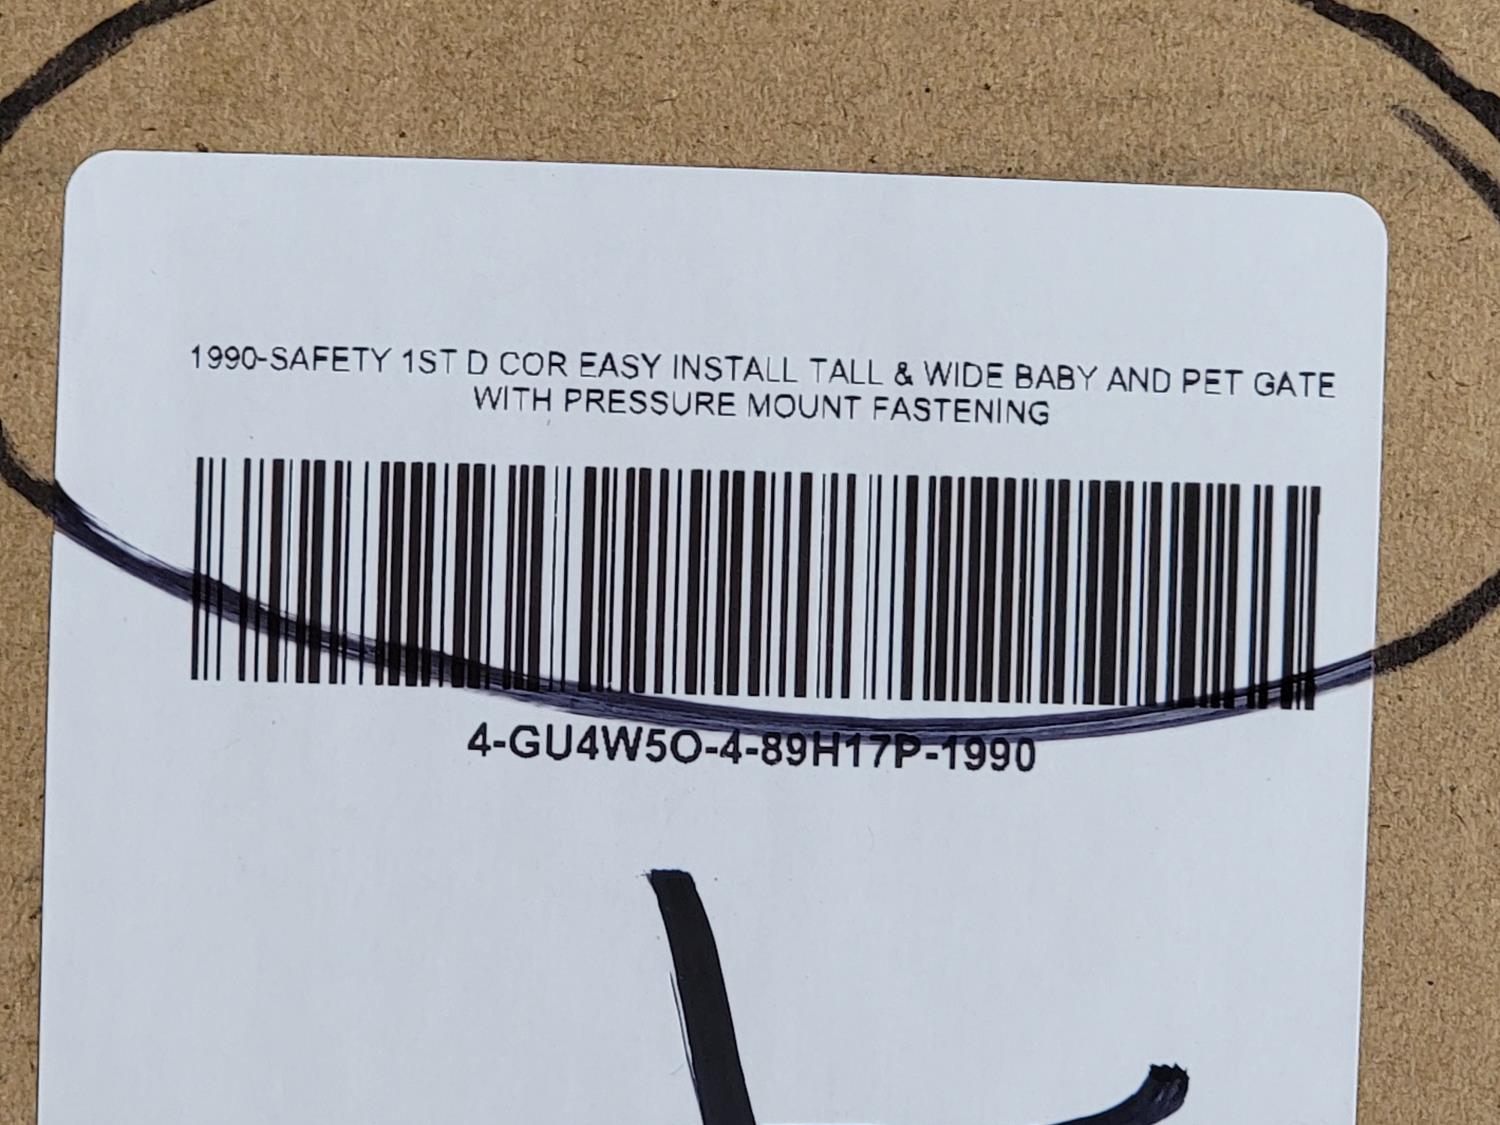 1990-SAFETY 1ST D COR EASY INSTALL TALL & WIDE BABY AND PET GATE
WITH PRESSURE MOUNT FASTENING
4-GU4W5O-4-89H17P-1990